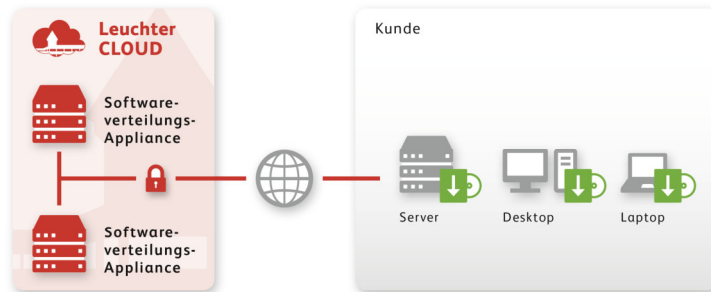 Leuchter
CLOUD
Software-
verteilungs-
Appliance
Software-
verteilungs-
Appliance
Kunde
Server
Desktop
Laptop